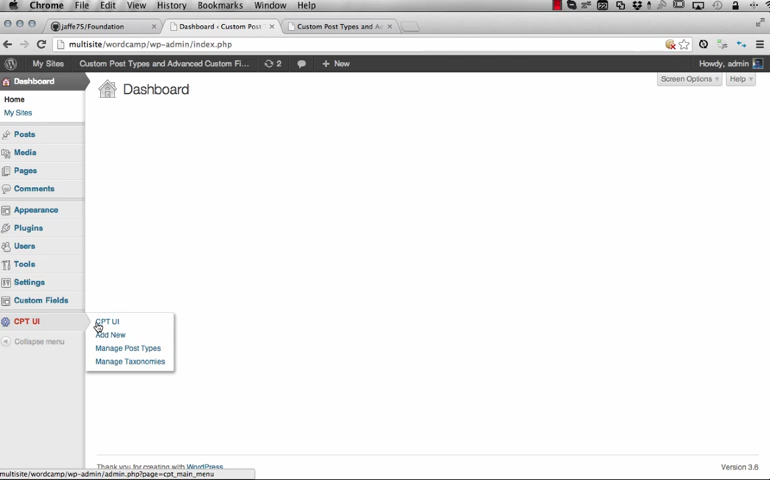 Chrome File Edit View History Bookmarks Window Help
jaffe75/Foundation
Dashboard ‹ Custom Post
Custom Post Types and A
multisite/wordcamp/wp-admin/index.php
My Sites Custom Post Types and Advanced Custom Fi... 2 + New Howdy, admin
Screen Options Help
Dashboard
Dashboard
Home
My Sites
Posts
Media
Pages
Comments
Appearance
Plugins
Users
Tools
Settings
Custom Fields
CPT UI
Collapse menu
CPT UI
Add New
Manage Post Types
Manage Taxonomies
Thank you for creating with WordPress
Version 3.6
multisite/wordcamp/wp-admin/admin.php?page=cpt_main_menu